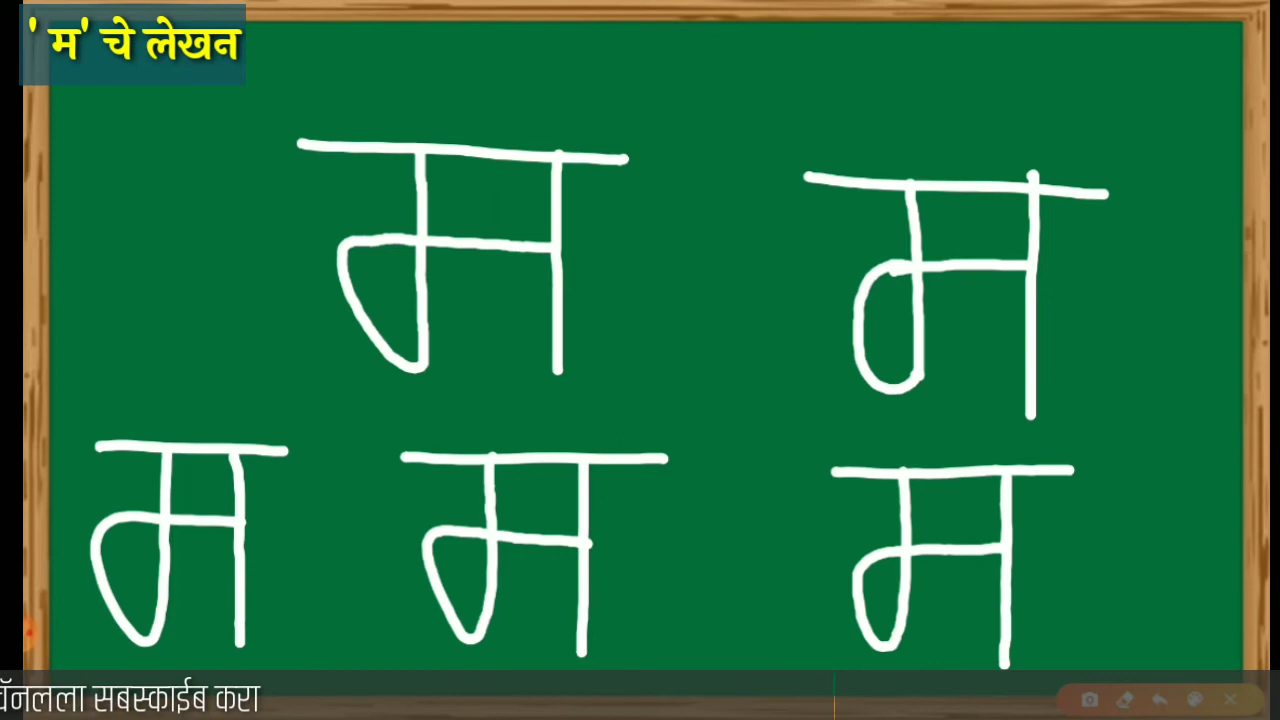 ' म' चे लेखन
म म
म म म
चॅनलला सबस्क्राईब करा